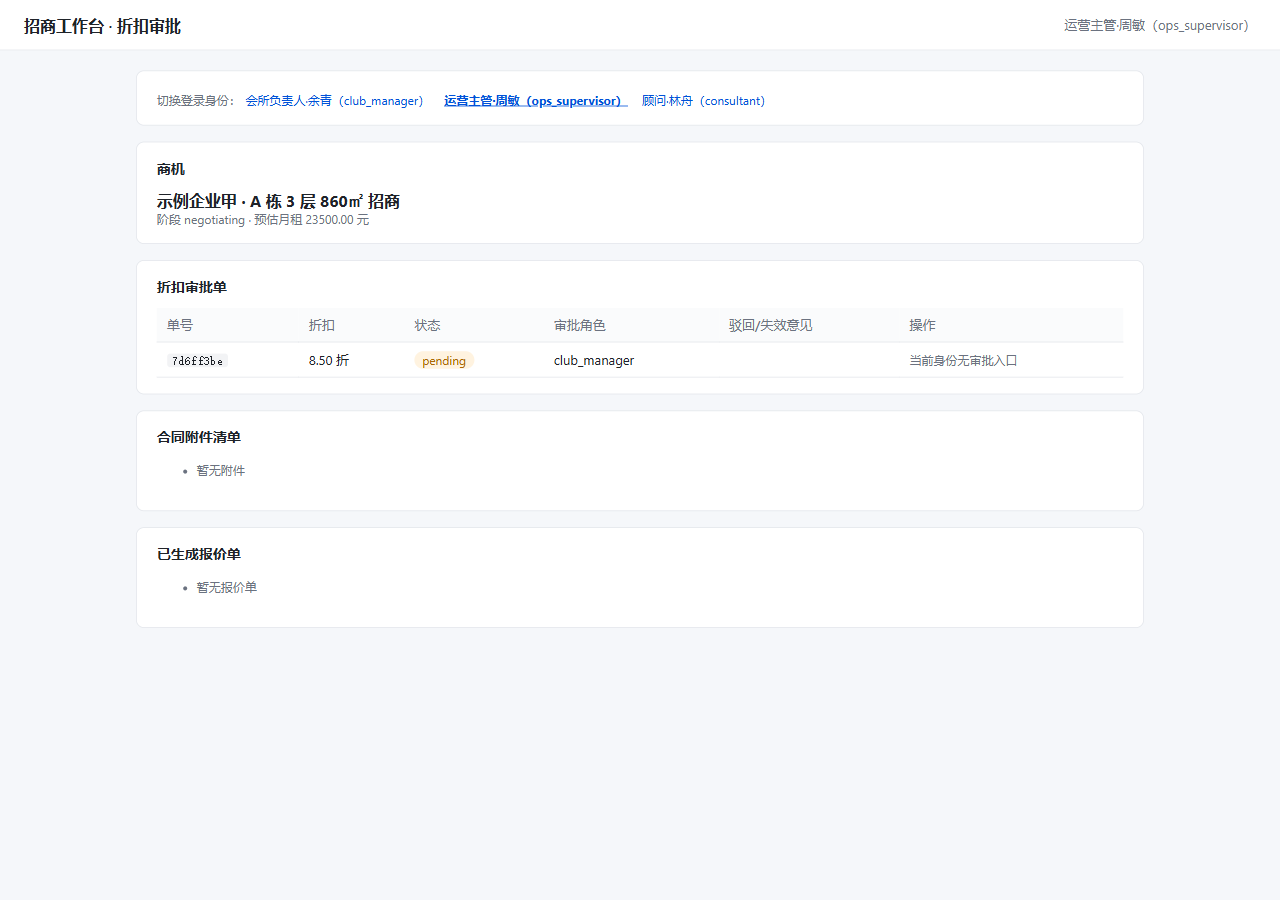 招商工作台 · 折扣审批
运营主管·周敏（ops_supervisor）
切换登录身份： 会所负责人·余青（club_manager） 运营主管·周敏（ops_supervisor） 顾问·林舟（consultant）
商机
示例企业甲 · A 栋 3 层 860㎡ 招商
阶段 negotiating · 预估月租 23500.00 元
折扣审批单
单号 折扣 状态 审批角色 驳回/失效意见 操作
7d6ff3be 8.50 折 pending club_manager 当前身份无审批入口
合同附件清单
• 暂无附件
已生成报价单
• 暂无报价单